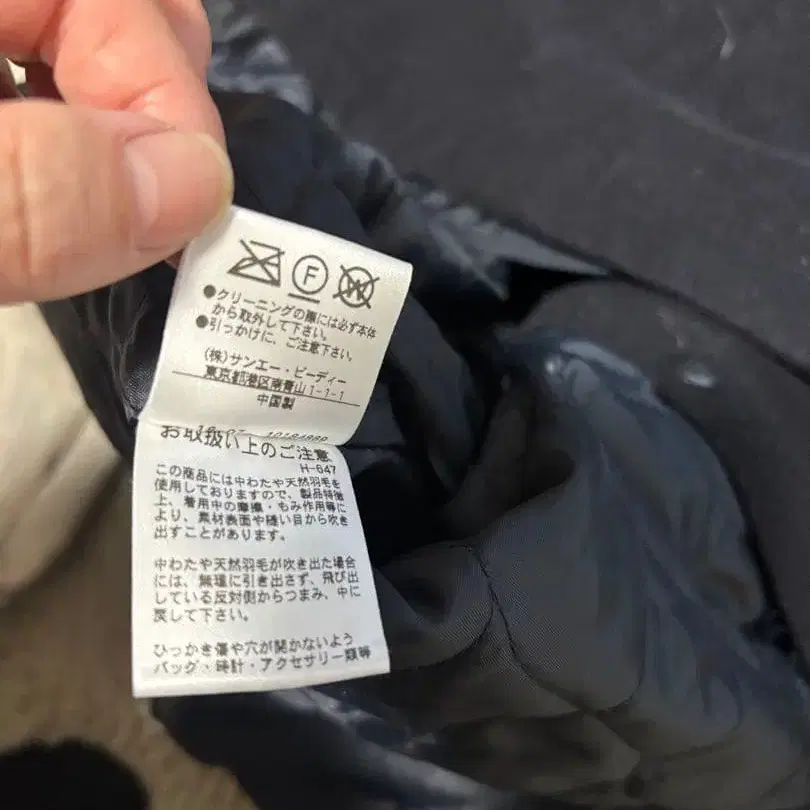 F
W
●クリーニングの際には必ず本体
から取外して下さい。
●引っかけに、ご注意下さい。
(株)サンエー・ビーディー
東京都港区南青山1-1-1
中国製
お取扱い上のご注意
H-647
この商品には中わたや天然羽毛を
使用しておりますので、製品特徴
上、着用中の摩擦・もみ作用等に
より、素材表面や縫い目から吹き
出すことがあります。
中わたや天然羽毛が吹き出た場合
には、無理に引き出さず、飛び出
している反対側からつまみ、中に
戻して下さい。
ひっかき傷や穴が開かないよう
バッグ・時計・アクセサリー類等